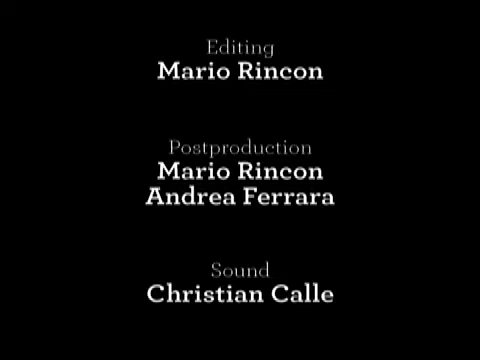 Editing
Mario Rincon
Postproduction
Mario Rincon
Andrea Ferrara
Sound
Christian Calle